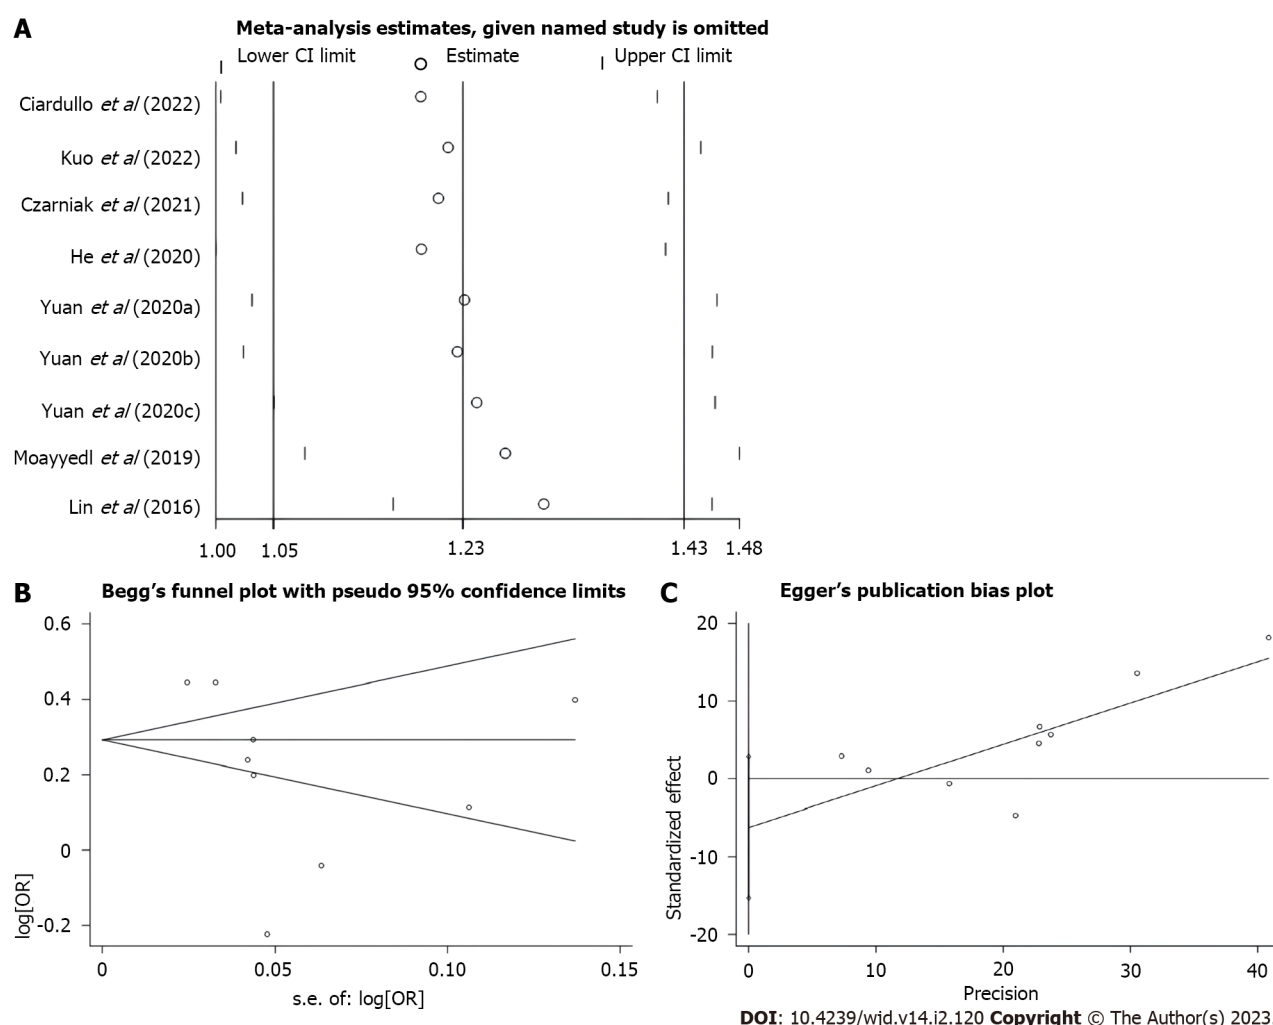 A
Meta-analysis estimates, given named study is omitted
Lower CI limit Estimate Upper CI limit
Ciardullo et al (2022)
Kuo et al (2022)
Czarniak et al (2021)
He et al (2020)
Yuan et al (2020a)
Yuan et al (2020b)
Yuan et al (2020c)
Moayyedl et al (2019)
Lin et al (2016)
1.00 1.05 1.23 1.43 1.48
B
Begg's funnel plot with pseudo 95% confidence limits
0.6
0.4
0.2
0
-0.2
log[OR]
0 0.05 0.10 0.15
s.e. of: log[OR]
C
Egger's publication bias plot
20
10
0
-10
-20
Standardized effect
0 10 20 30 40
Precision
DOI: 10.4239/wjd.v14.i2.120 Copyright © The Author(s) 2023.